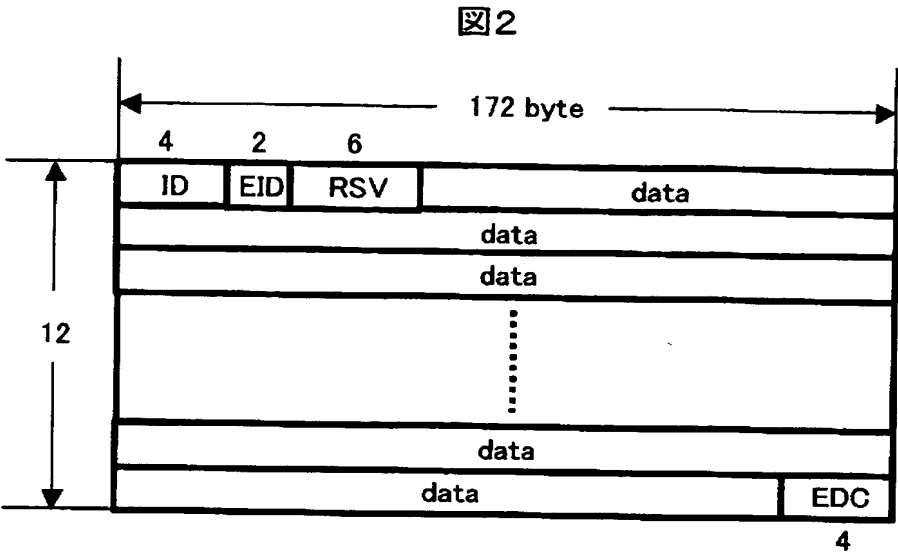 図2
172 byte
4 2 6
ID EID RSV data
data
data
12
data
data EDC
4